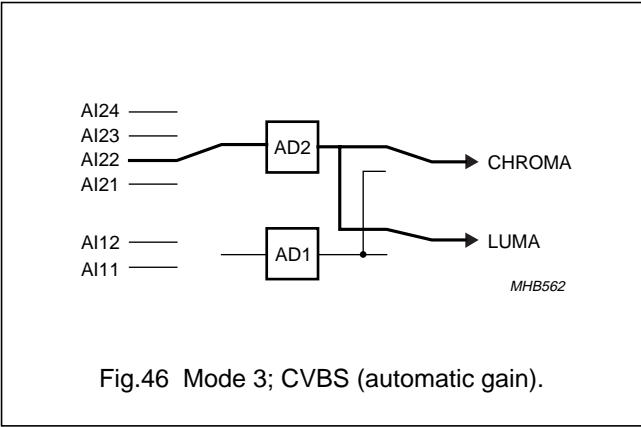 AI24
AI23
AI22
AI21
AD2
CHROMA
AI12
AI11
AD1
LUMA
MHB562
Fig.46 Mode 3; CVBS (automatic gain).